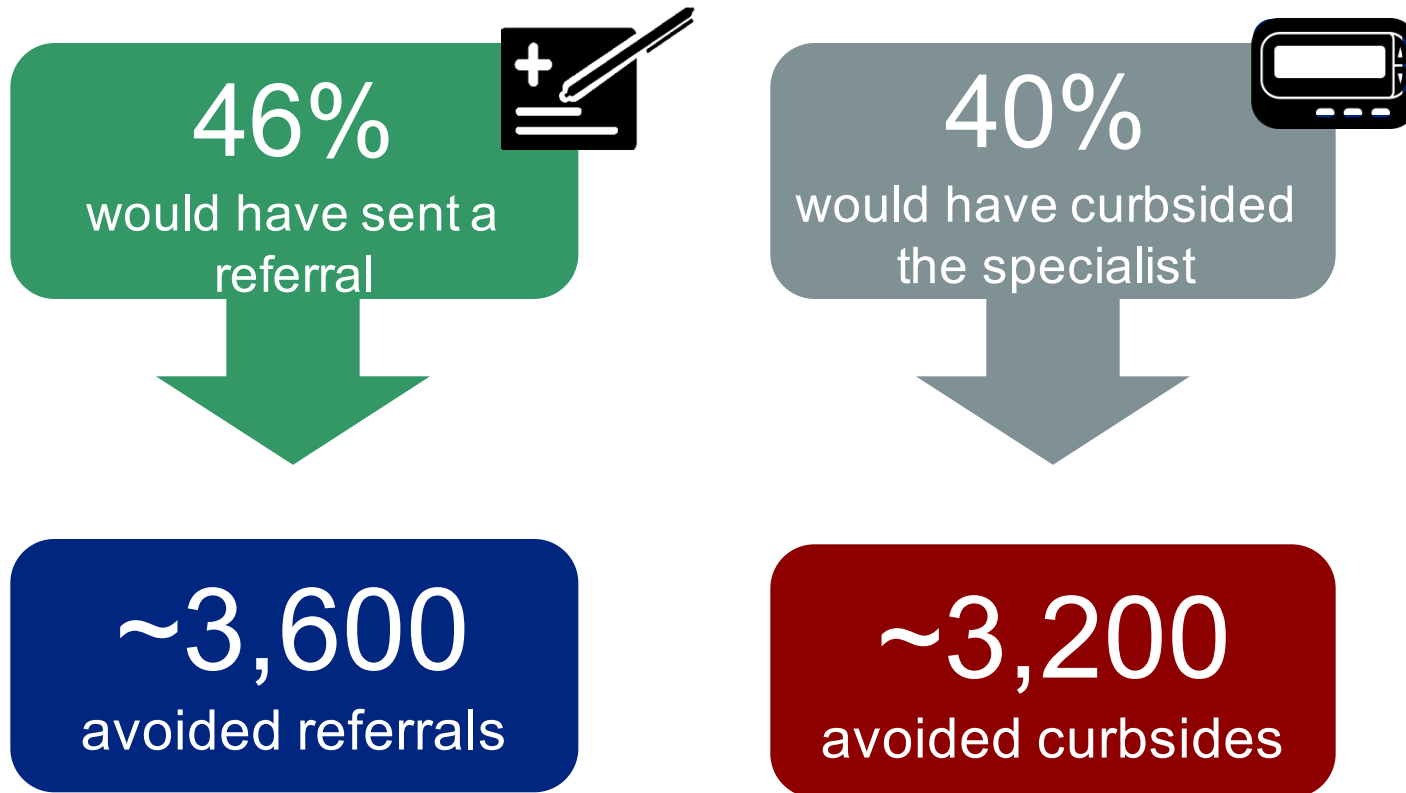 46%
would have sent a
referral
40%
would have curbsided
the specialist
~3,600
avoided referrals
~3,200
avoided curbsides